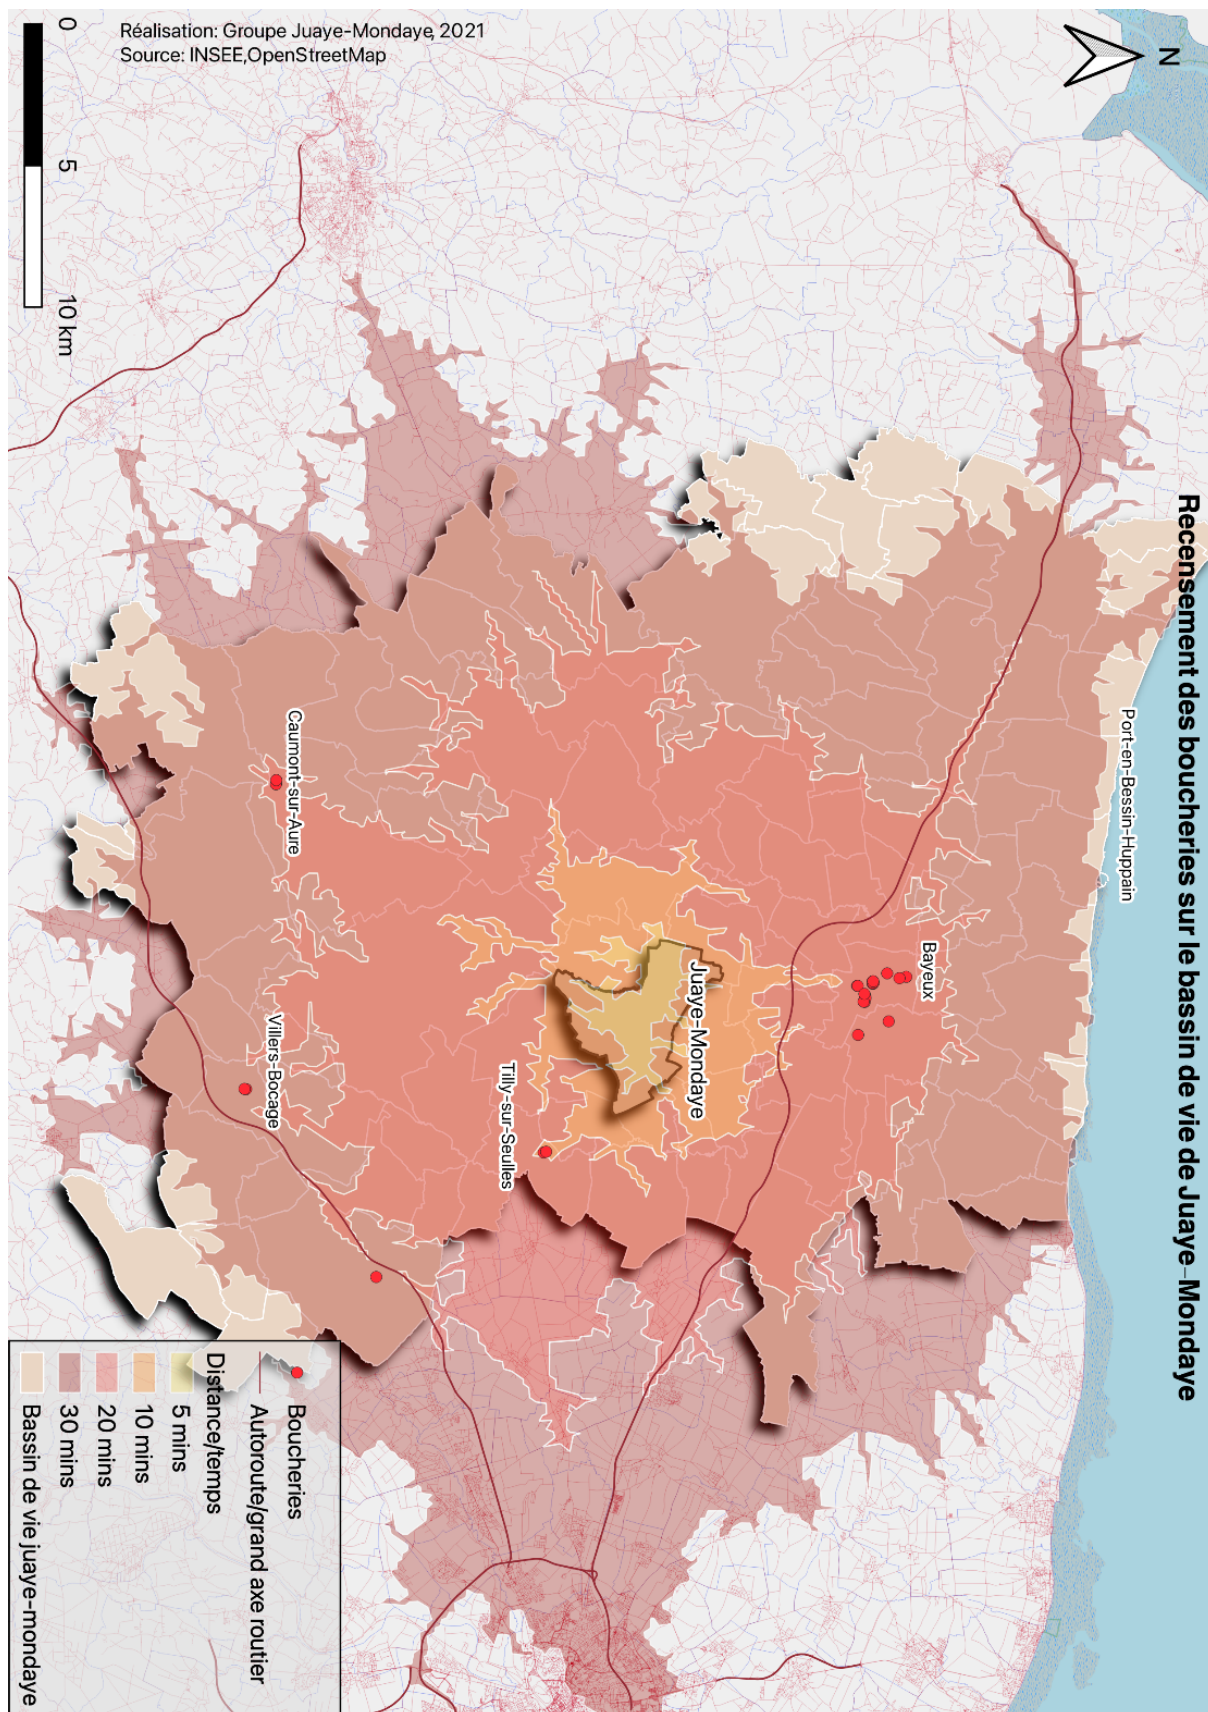 Recensement des boucheries sur le bassin de vie de Juaye-Mondaye
N
Réalisation: Groupe Juaye-Mondaye, 2021
Source: INSEE,OpenStreetMap
0 5 10 km
Port-en-Bessin-Huppain
Bayeux
Juaye-Mondaye
Tilly-sur-Seulles
Caumont-sur-Aure
Villers-Bocage
Boucheries
Autoroute/grand axe routier
Distance/temps
5 mins
10 mins
20 mins
30 mins
Bassin de vie juaye-mondaye